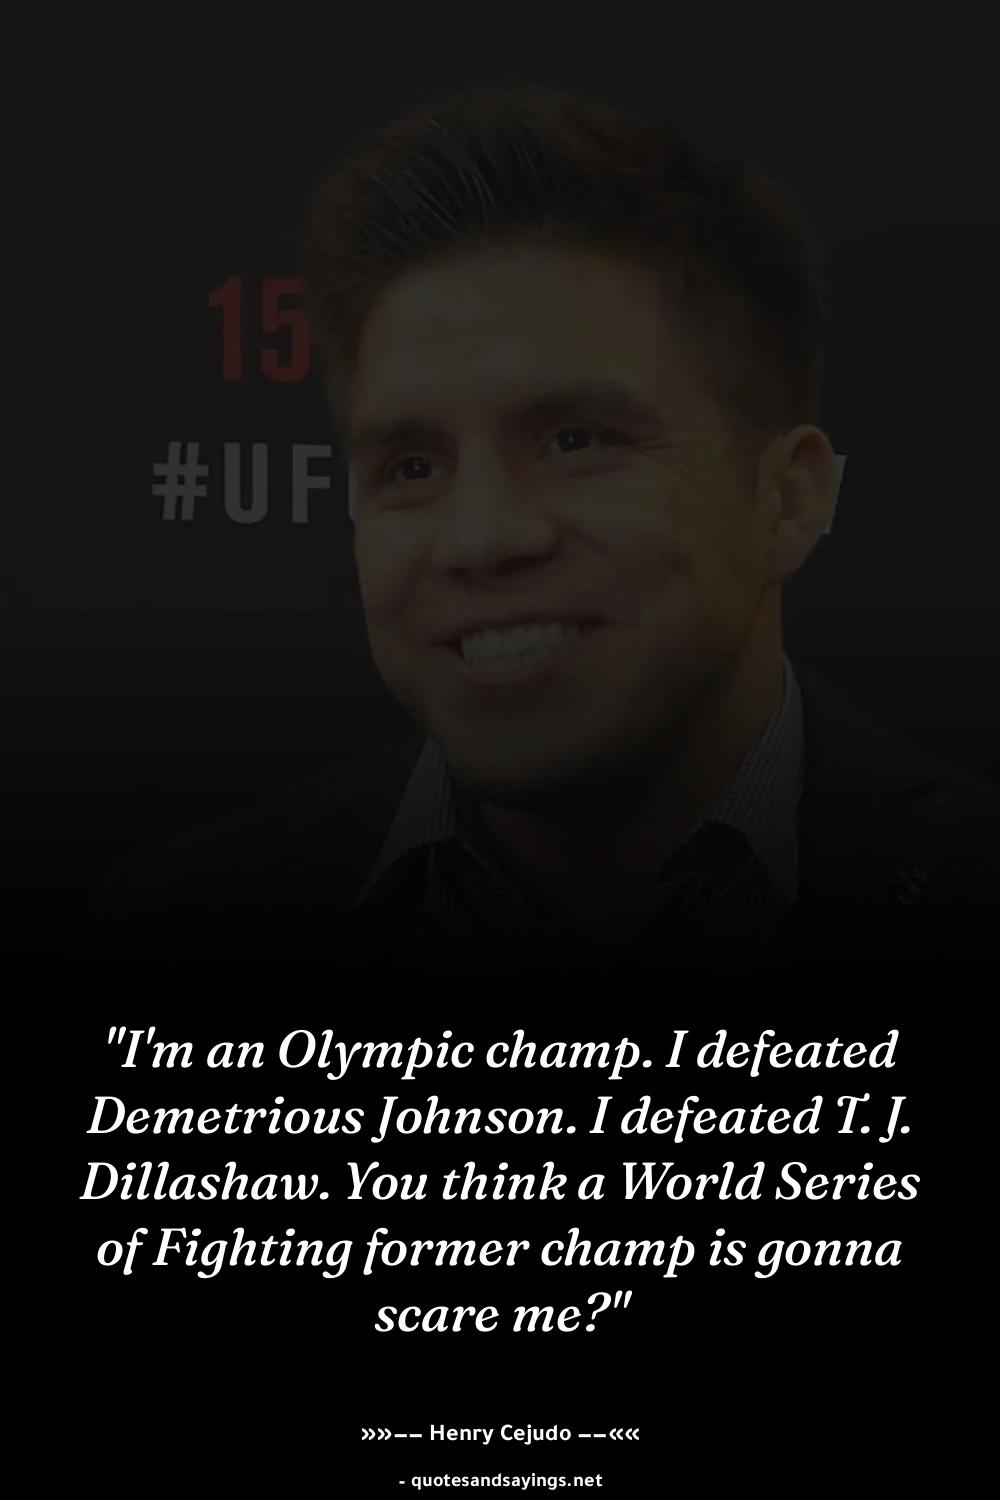 15
#UF
"I'm an Olympic champ. I defeated
Demetrious Johnson. I defeated T. J.
Dillashaw. You think a World Series
of Fighting former champ is gonna
scare me?"
»»−− Henry Cejudo −−««
- quotesandsayings.net